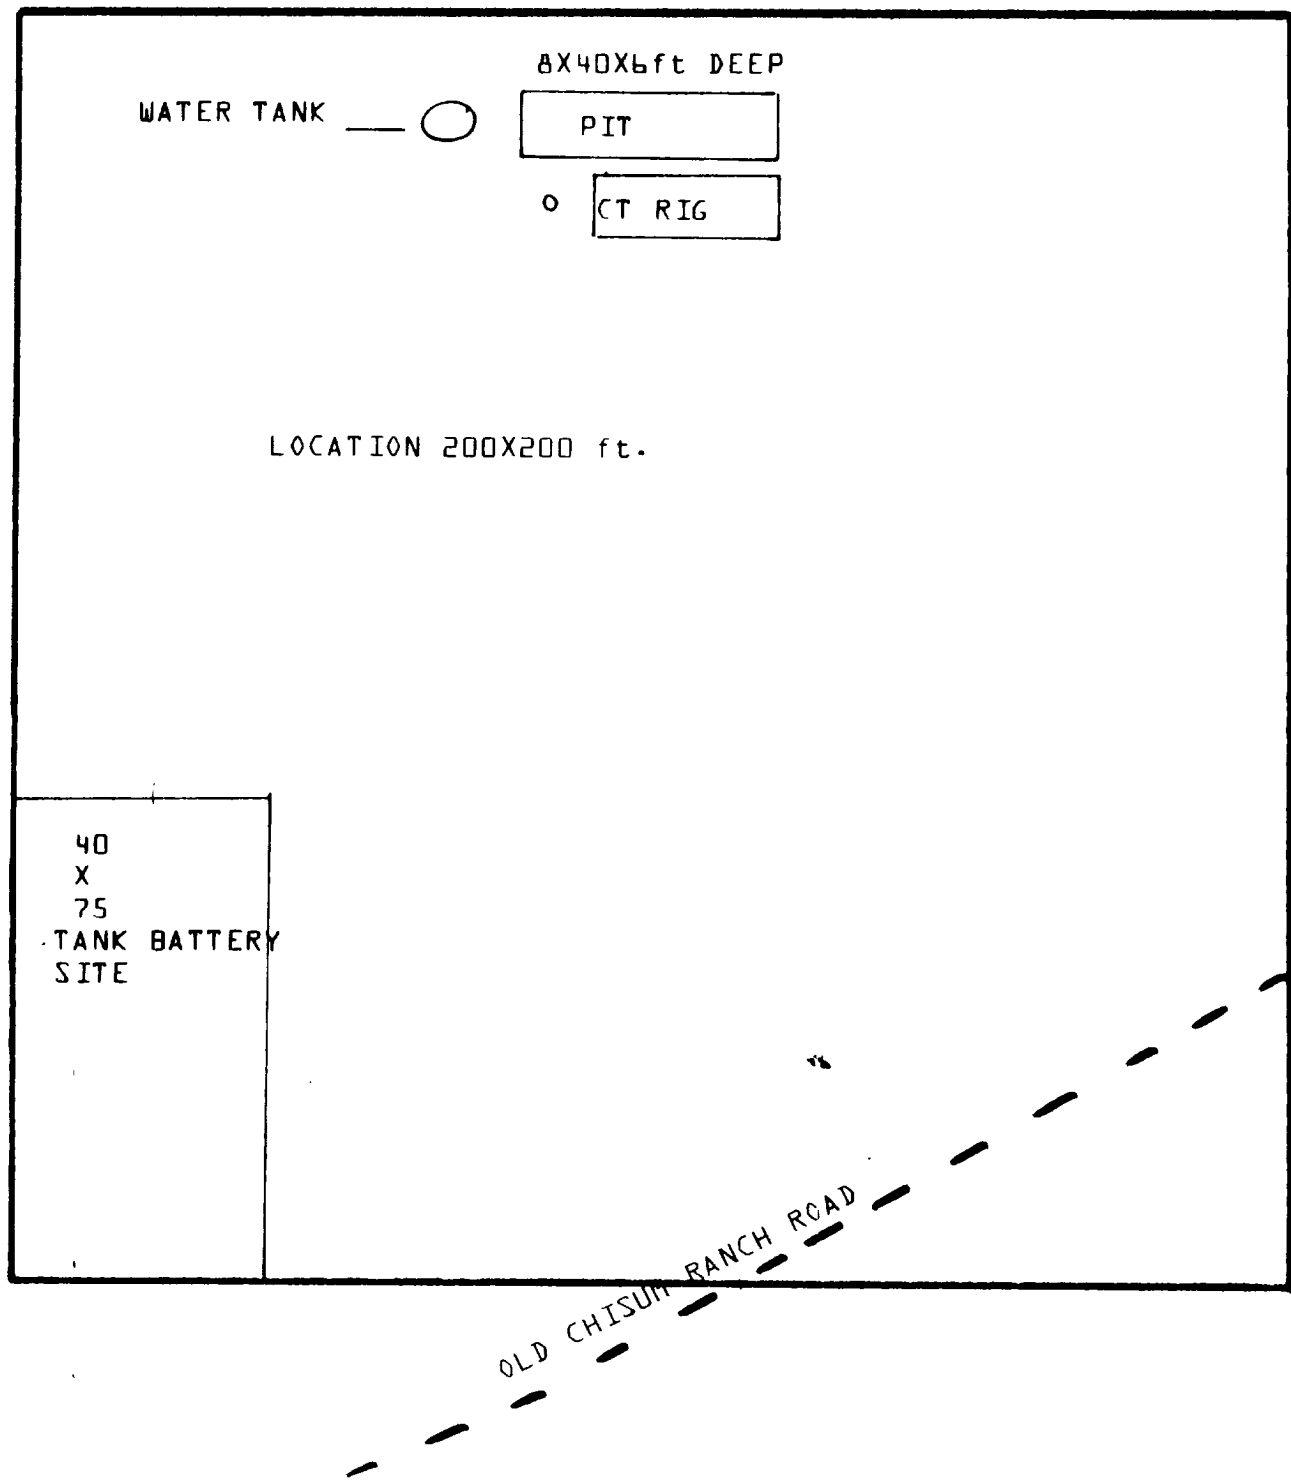 8X40X6ft DEEP
WATER TANK
PIT
CT RIG
LOCATION 200X200 ft.
40
X
75
TANK BATTERY
SITE
OLD CHISUM RANCH ROAD